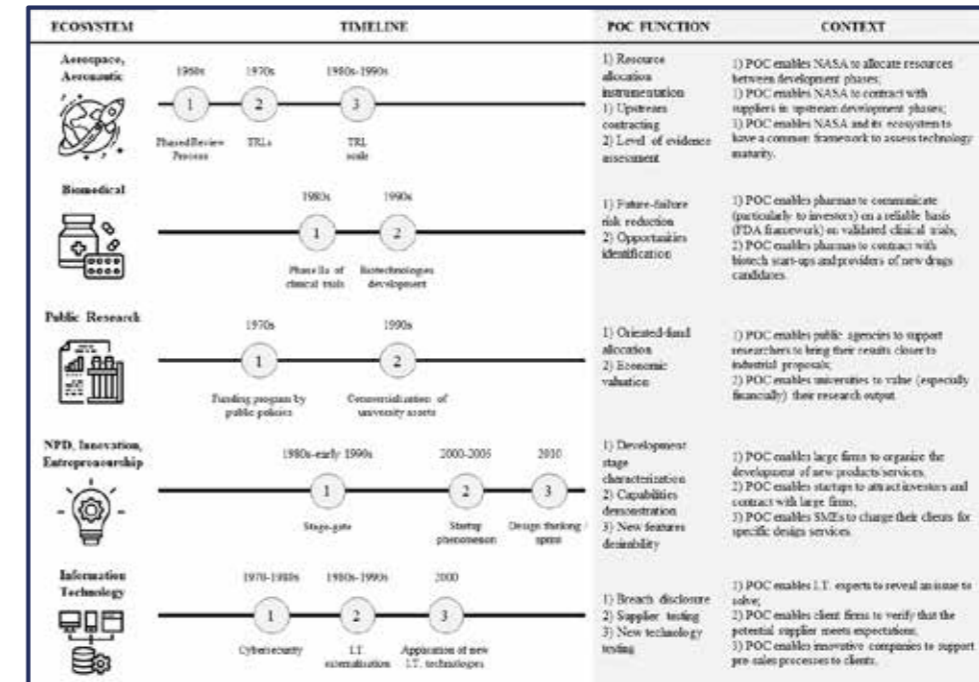 ECOSYSTEM
TIMELINE
POC FUNCTION
CONTEXT
Aerospace,
Aeronautic
1960s
1970s
1980s-1990s
1
2
3
Phased Review
Process
TRLs
TRL
scale
1) Resource
allocation
instrumentation
1) Upstream
contracting
2) Level of evidence
assessment
1) POC enables NASA to allocate resources
between development phases;
1) POC enables NASA to contract with
suppliers in upstream development phases;
1) POC enables NASA and its ecosystem to
have a common framework to assess technology
maturity.
Biomedical
1980s
1990s
1
2
Phase IIa of
clinical trials
Biotechnologies
development
1) Future-failure
risk reduction
2) Opportunities
identification
1) POC enables pharmas to communicate
(particularly to investors) on a reliable basis
(FDA framework) on validated clinical trials,
2) POC enables pharmas to contract with
biotech start-ups and providers of new drugs
candidates.
Public Research
1970s
1990s
1
2
Funding program by
public policies
Commercialization of
university assets
1) Oriented-fund
allocation
2) Economic
valuation
1) POC enables public agencies to support
researchers to bring their results closer to
industrial proposals;
2) POC enables universities to value (especially
financially) their research output
NPD, Innovation,
Entrepreneurship
1980s-early 1990s
2000-2005
2010
1
2
3
Stage-gate
Startup
phenomenon
Design thinking /
sprint
1) Development
stage
characterization
2) Capabilities
demonstration
3) New features
desirability
1) POC enables large firms to organize the
development of new products/services,
2) POC enables startups to attract investors and
contract with large firms,
3) POC enables SMEs to charge their clients for
specific design services
Information
Technology
1970-1980s
1980s-1990s
2000
1
2
3
Cybersecurity
I.T.
externalisation
Application of new
I.T. technologies
1) Breach disclosure
2) Supplier testing
3) New technology
testing
1) POC enables I.T. experts to reveal an issue to
solve;
2) POC enables client firms to verify that the
potential supplier meets expectations,
3) POC enables innovative companies to support
pre-sales processes to clients.